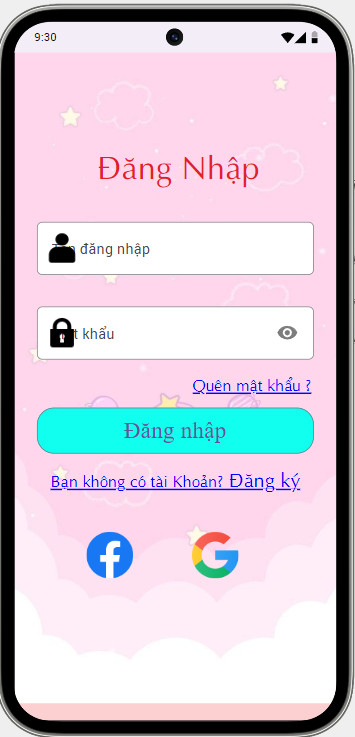 9:30
Đăng Nhập
đăng nhập
khẩu
Quên mật khẩu ?
Đăng nhập
Bạn không có tài Khoản? Đăng ký